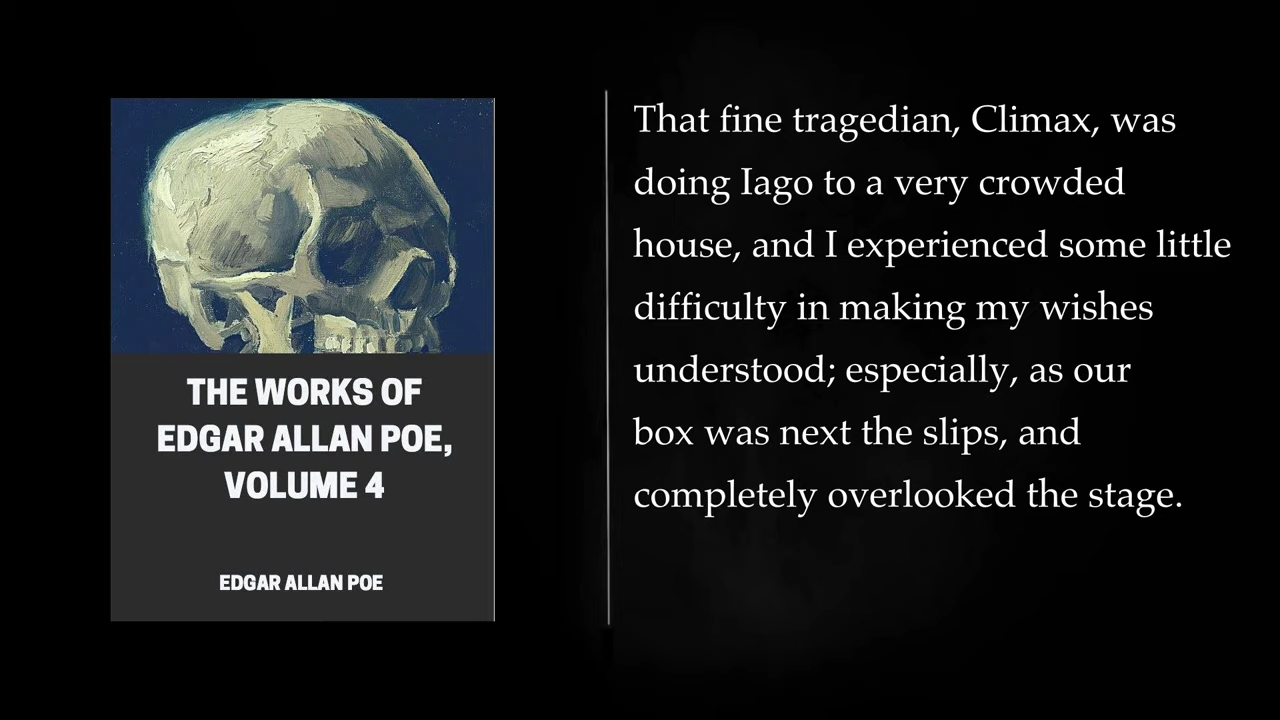 THE WORKS OF
EDGAR ALLAN POE,
VOLUME 4
EDGAR ALLAN POE
That fine tragedian, Climax, was
doing Iago to a very crowded
house, and I experienced some little
difficulty in making my wishes
understood; especially, as our
box was next the slips, and
completely overlooked the stage.